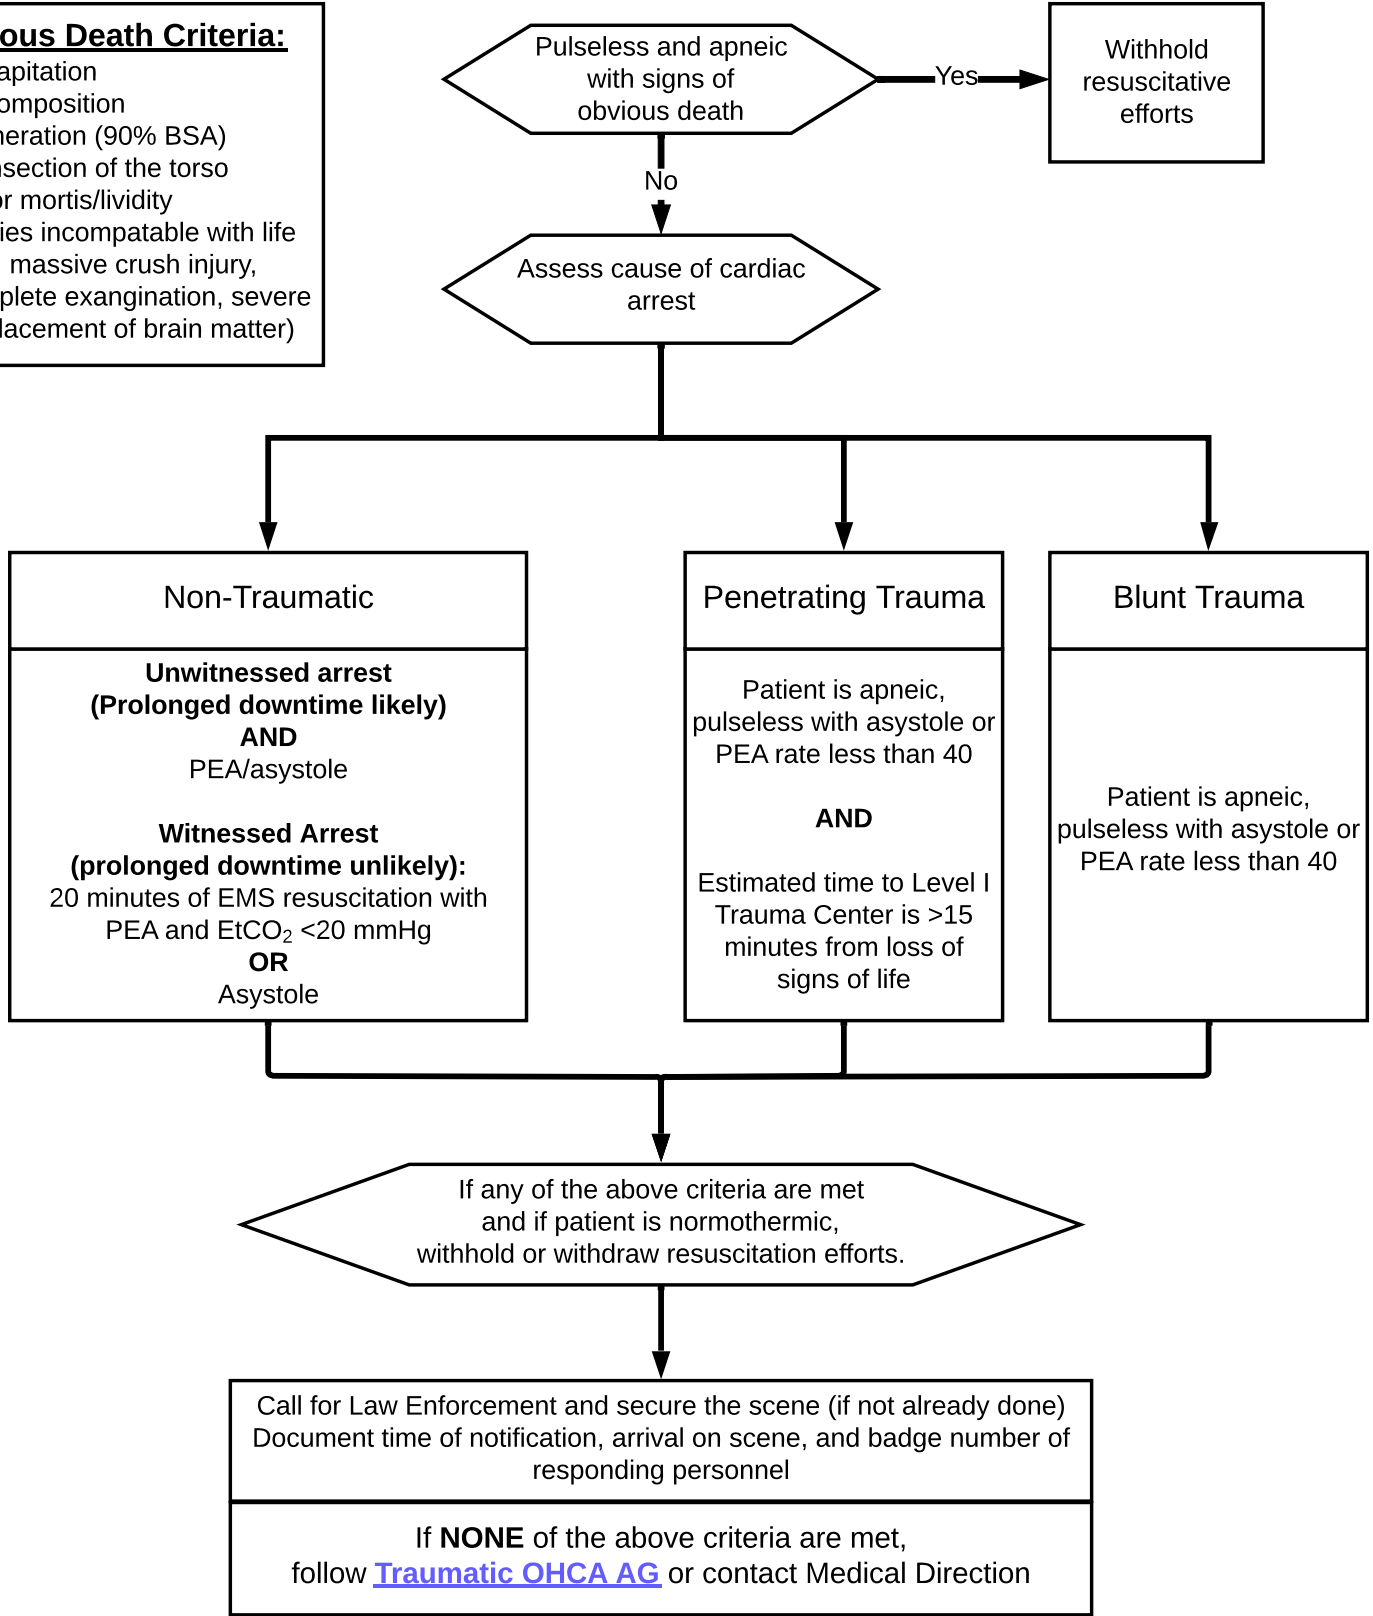 ous Death Criteria:
apitation
omposition
neration (90% BSA)
nsection of the torso
or mortis/lividity
ies incompatable with life
massive crush injury,
plete exangination, severe
lacement of brain matter)
Pulseless and apneic
with signs of
obvious death
Yes
Withhold
resuscitative
efforts
No
Assess cause of cardiac
arrest
Non-Traumatic
Unwitnessed arrest
(Prolonged downtime likely)
AND
PEA/asystole
Witnessed Arrest
(prolonged downtime unlikely):
20 minutes of EMS resuscitation with
PEA and EtCO₂ <20 mmHg
OR
Asystole
Penetrating Trauma
Patient is apneic,
pulseless with asystole or
PEA rate less than 40
AND
Estimated time to Level I
Trauma Center is >15
minutes from loss of
signs of life
Blunt Trauma
Patient is apneic,
pulseless with asystole or
PEA rate less than 40
If any of the above criteria are met
and if patient is normothermic,
withhold or withdraw resuscitation efforts.
Call for Law Enforcement and secure the scene (if not already done)
Document time of notification, arrival on scene, and badge number of
responding personnel
If NONE of the above criteria are met,
follow Traumatic OHCA AG or contact Medical Direction